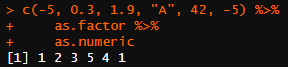 > c(-5, 0.3, 1.9, "A", 42, -5) %>%
+     as.factor %>%
+     as.numeric
[1] 1 2 3 5 4 1